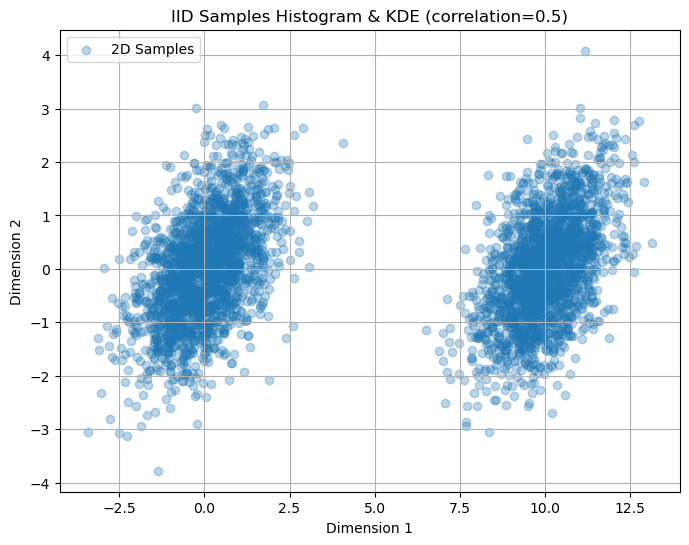 IID Samples Histogram & KDE (correlation=0.5)
2D Samples
4
3
2
1
0
−1
−2
−3
−4
Dimension 2
−2.5 0.0 2.5 5.0 7.5 10.0 12.5
Dimension 1